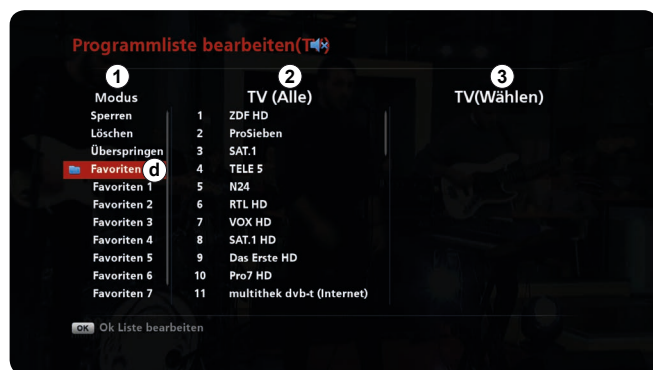 Programmliste bearbeiten(TV)
1 2 3
Modus TV (Alle) TV(Wählen)
Sperren 1 ZDF HD
Löschen 2 ProSieben
Überspringen 3 SAT.1
Favoriten d 4 TELE 5
Favoriten 1 5 N24
Favoriten 2 6 RTL HD
Favoriten 3 7 VOX HD
Favoriten 4 8 SAT.1 HD
Favoriten 5 9 Das Erste HD
Favoriten 6 10 Pro7 HD
Favoriten 7 11 multithek dvb-t (Internet)
OK Ok Liste bearbeiten